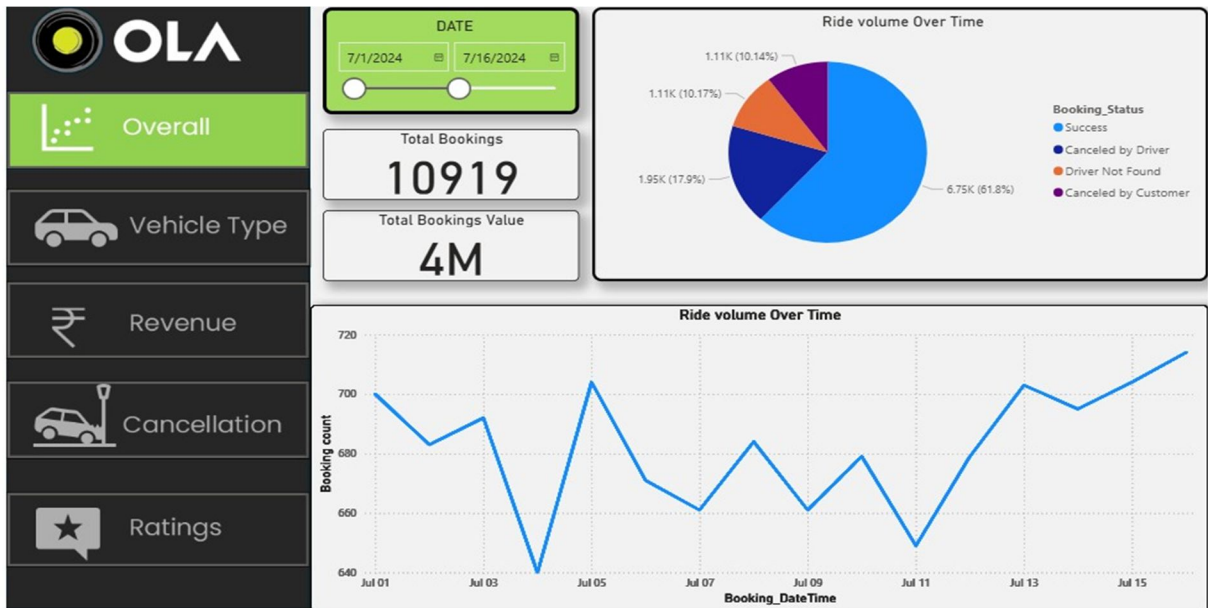 OLA
Overall
Vehicle Type
Revenue
Cancellation
Ratings
DATE
7/1/2024
7/16/2024
Total Bookings
10919
Total Bookings Value
4M
Ride volume Over Time
1.11K (10.14%)
1.11K (10.17%)
1.95K (17.9%)
6.75K (61.8%)
Booking_Status
Success
Canceled by Driver
Driver Not Found
Canceled by Customer
Ride volume Over Time
Booking count
720
700
680
660
640
Jul 01
Jul 03
Jul 05
Jul 07
Jul 09
Jul 11
Jul 13
Jul 15
Booking_DateTime